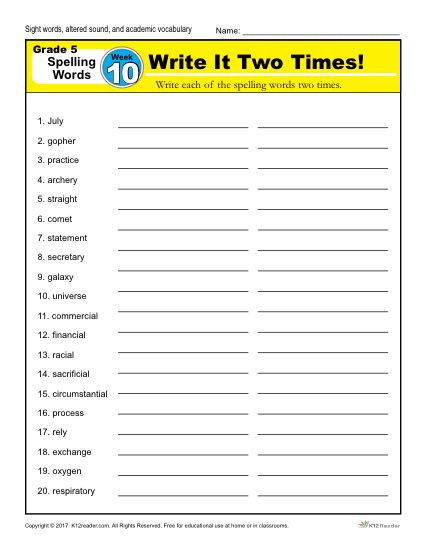 Sight words, altered sound, and academic vocabulary Name:
Grade 5
Spelling
Words
Week
10
Write It Two Times!
Write each of the spelling words two times.
1. July
2. gopher
3. practice
4. archery
5. straight
6. comet
7. statement
8. secretary
9. galaxy
10. universe
11. commercial
12. financial
13. racial
14. sacrificial
15. circumstantial
16. process
17. rely
18. exchange
19. oxygen
20. respiratory
Copyright © 2017 K12reader.com. All Rights Reserved. Free for educational use at home or in classrooms. K12Reader